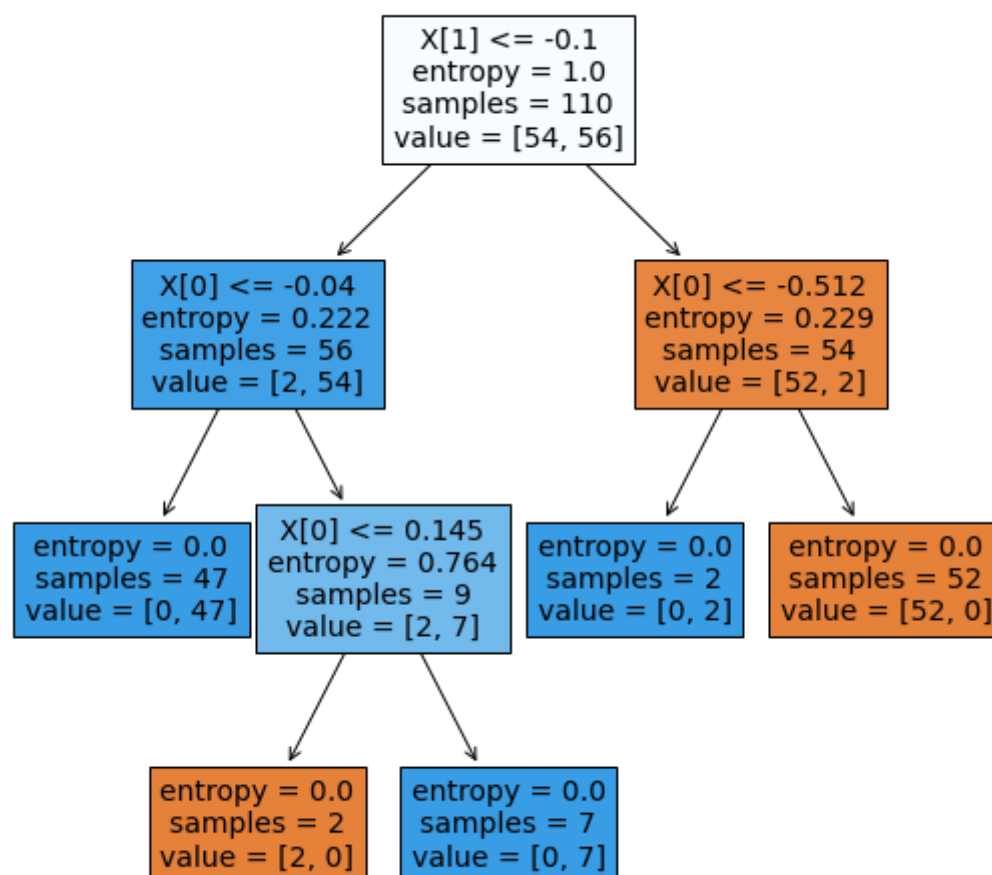 X[1] <= -0.1
entropy = 1.0
samples = 110
value = [54, 56]
X[0] <= -0.04
entropy = 0.222
samples = 56
value = [2, 54]
X[0] <= -0.512
entropy = 0.229
samples = 54
value = [52, 2]
entropy = 0.0
samples = 47
value = [0, 47]
X[0] <= 0.145
entropy = 0.764
samples = 9
value = [2, 7]
entropy = 0.0
samples = 2
value = [0, 2]
entropy = 0.0
samples = 52
value = [52, 0]
entropy = 0.0
samples = 2
value = [2, 0]
entropy = 0.0
samples = 7
value = [0, 7]